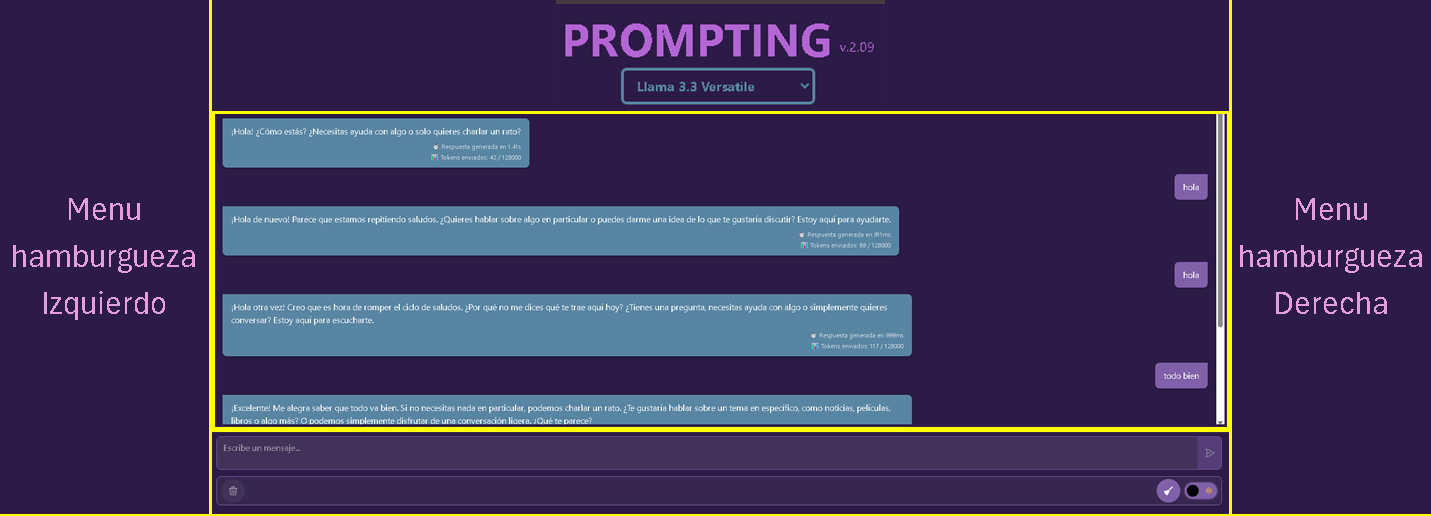 PROMPTING v.2.09
Llama 3.3 Versatile
¡Hola! ¿Cómo estás? ¿Necesitas ayuda con algo o solo quieres charlar un rato?
Respuesta generada en 1.41s
Tokens enviados: 42 / 128000
hola
¡Hola de nuevo! Parece que estamos repitiendo saludos. ¿Quieres hablar sobre algo en particular o puedes darme una idea de lo que te gustaría discutir? Estoy aquí para ayudarte.
Respuesta generada en 911ms
Tokens enviados: 69 / 128000
hola
¡Hola otra vez! Creo que es hora de romper el ciclo de saludos. ¿Por qué no me dices qué te trae aquí hoy? ¿Tienes una pregunta, necesitas ayuda con algo o simplemente quieres
conversar? Estoy aquí para escucharte.
Respuesta generada en 999ms
Tokens enviados: 117 / 128000
todo bien
¡Excelente! Me alegra saber que todo va bien. Si no necesitas nada en particular, podemos charlar un rato. ¿Te gustaría hablar sobre un tema en específico, como noticias, películas,
libros o algo más? O podemos simplemente disfrutar de una conversación ligera. ¿Qué te parece?
Escribe un mensaje...
Menu
hamburgueza
Izquierdo
Menu
hamburgueza
Derecha